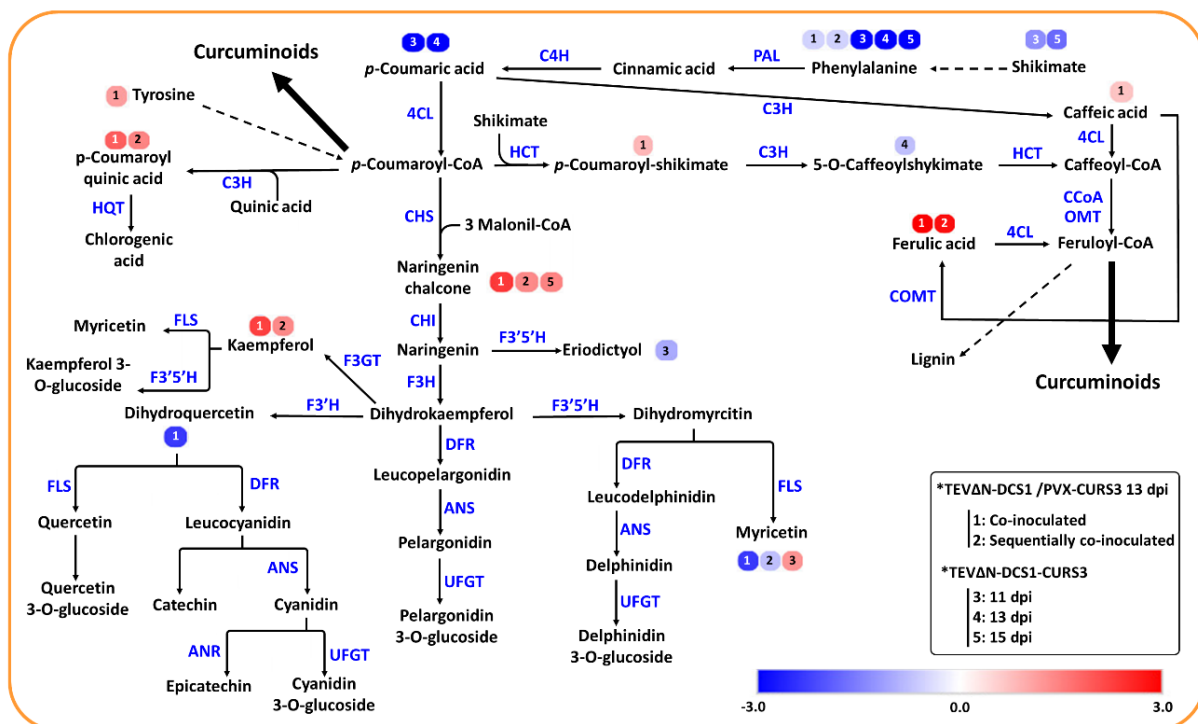 Curcuminoids
3 4
p-Coumaric acid
C4H
Cinnamic acid
PAL
1 2 3 4 5
Phenylalanine
3 5
Shikimate
1 Tyrosine
4CL
C3H
1
Caffeic acid
4CL
1 2
p-Coumaroyl
quinic acid
C3H
Quinic acid
HQT
Chlorogenic
acid
p-Coumaroyl-CoA
Shikimate
HCT
1
p-Coumaroyl-shikimate
C3H
4
5-O-Caffeoylshykimate
HCT
Caffeoyl-CoA
CCoA
OMT
1 2
Ferulic acid
4CL
Feruloyl-CoA
COMT
Lignin
Curcuminoids
CHS
3 Malonil-CoA
Naringenin
chalcone
1 2 5
CHI
Naringenin
F3'5'H
Eriodictyol
3
F3H
Myricetin
FLS
1 2
Kaempferol
Kaempferol 3-
O-glucoside
F3'5'H
F3GT
Dihydroquercetin
F3'H
Dihydrokaempferol
F3'5'H
Dihydromyrcitin
1
FLS
DFR
Quercetin
Leucocyanidin
Quercetin
3-O-glucoside
ANS
Catechin
Cyanidin
ANR
UFGT
Epicatechin
Cyanidin
3-O-glucoside
DFR
Leucopelargonidin
ANS
Pelargonidin
UFGT
Pelargonidin
3-O-glucoside
DFR
FLS
Leucodelphinidin
ANS
Delphinidin
UFGT
Delphinidin
3-O-glucoside
Myricetin
1 2 3
*TEVΔN-DCS1 /PVX-CURS3 13 dpi
1: Co-inoculated
2: Sequentially co-inoculated
*TEVΔN-DCS1-CURS3
3: 11 dpi
4: 13 dpi
5: 15 dpi
-3.0 0.0 3.0